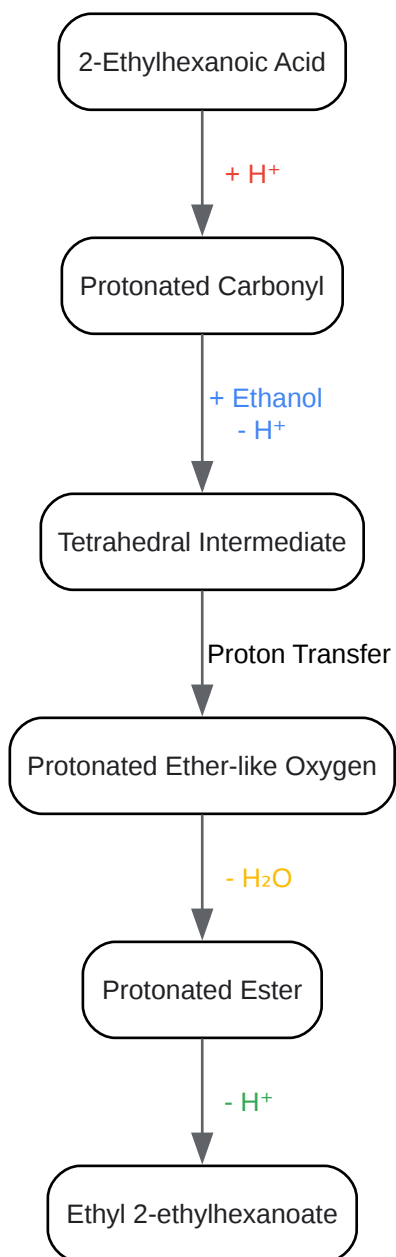 2-Ethylhexanoic Acid
+ H⁺
Protonated Carbonyl
+ Ethanol
- H⁺
Tetrahedral Intermediate
Proton Transfer
Protonated Ether-like Oxygen
- H₂O
Protonated Ester
- H⁺
Ethyl 2-ethylhexanoate